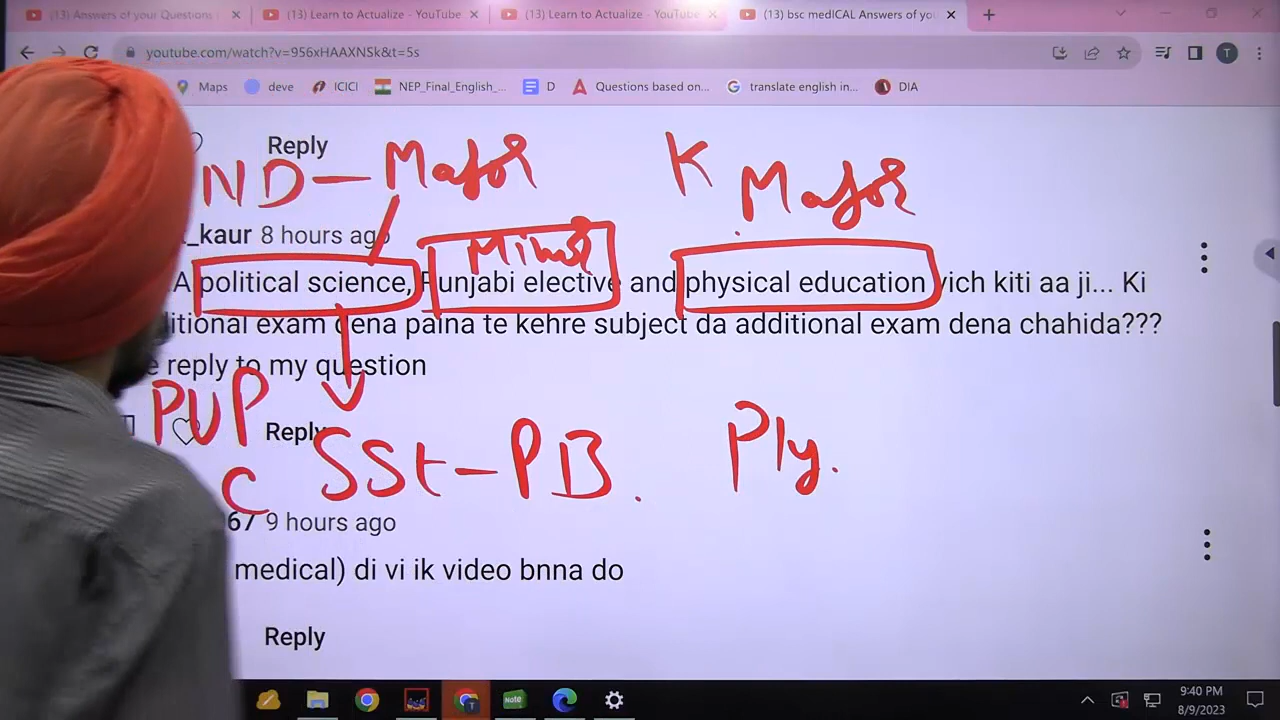 (13) Answers of your Questions (13) Learn to Actualize - YouTube (13) Learn to Actualize - YouTube (13) bsc medICAL Answers of yo
youtube.com/watch?v=956xHAAXNSk&t=5s T
Maps deve ICICI NEP_Final_English_... D Questions based on... translate english in... DIA
Reply
ND - Major K Major
_kaur 8 hours ago
Minor
A political science, Punjabi elective and physical education vich kiti aa ji... Ki
ditional exam dena paina te kehre subject da additional exam dena chahida???
e reply to my question
PUP
Reply
C SSt - PB. Ply.
67 9 hours ago
medical) di vi ik video bnna do
Reply
Note
9:40 PM
8/9/2023